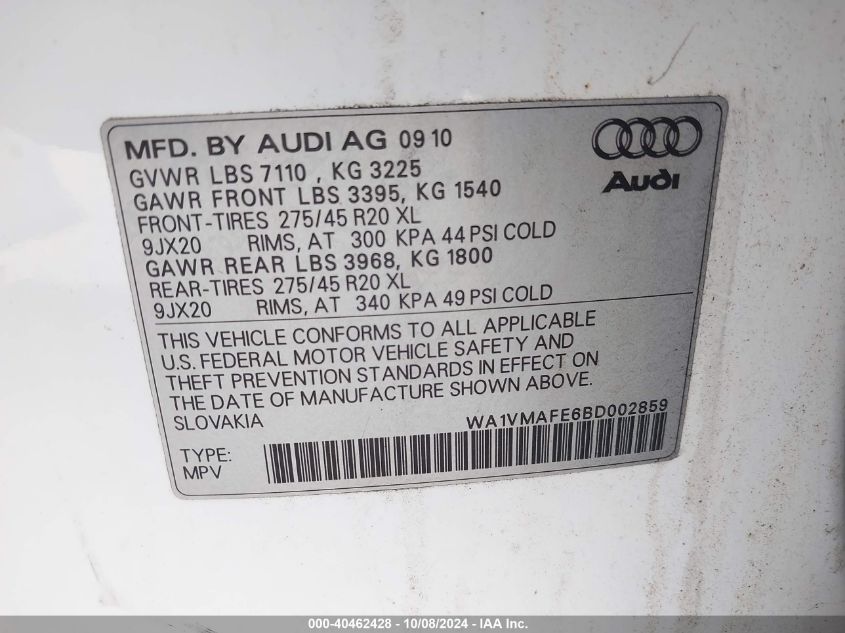 MFD. BY AUDI AG 09 10
Audi
GVWR LBS 7110 , KG 3225
GAWR FRONT LBS 3395, KG 1540
FRONT-TIRES 275/45 R20 XL
9JX20 RIMS, AT 300 KPA 44 PSI COLD
GAWR REAR LBS 3968, KG 1800
REAR-TIRES 275/45 R20 XL
9JX20 RIMS, AT 340 KPA 49 PSI COLD
THIS VEHICLE CONFORMS TO ALL APPLICABLE
U.S. FEDERAL MOTOR VEHICLE SAFETY AND
THEFT PREVENTION STANDARDS IN EFFECT ON
THE DATE OF MANUFACTURE SHOWN ABOVE.
SLOVAKIA WA1VMAFE6BD002859
TYPE:
MPV
000-40462428 - 10/08/2024 - IAA Inc.